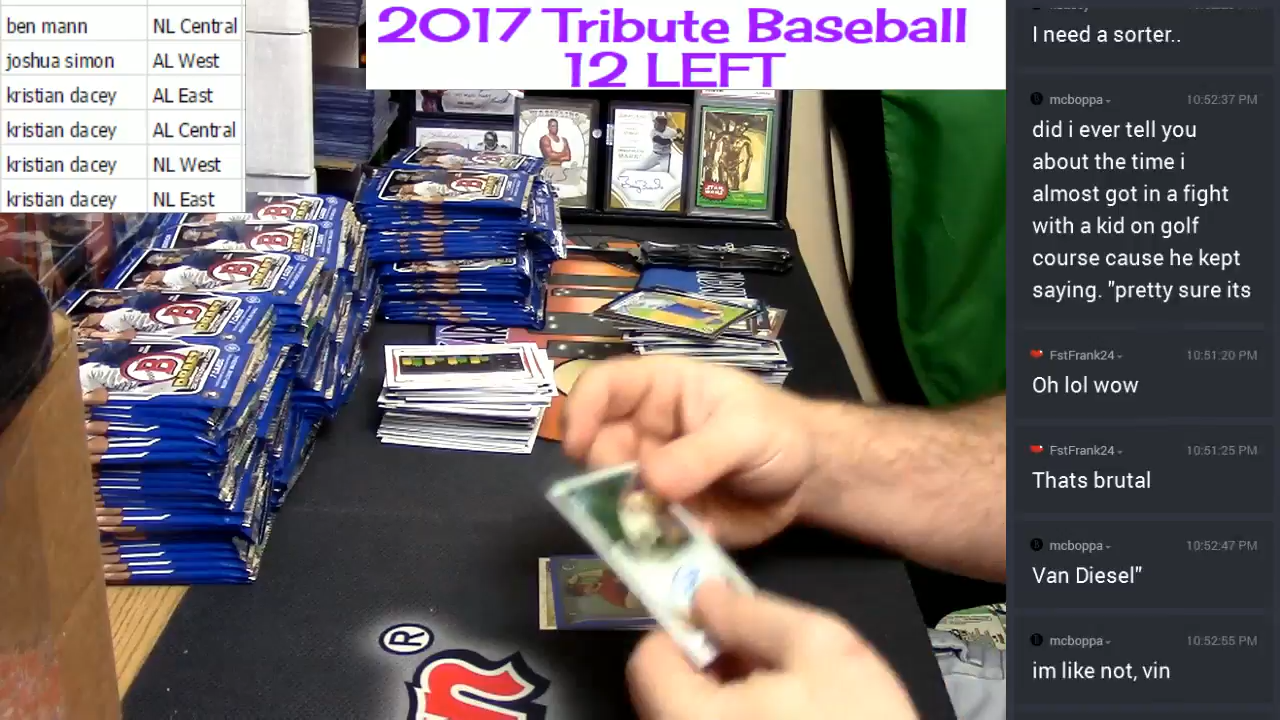 ben mann NL Central
joshua simon AL West
kristian dacey AL East
kristian dacey AL Central
kristian dacey NL West
kristian dacey NL East
2017 Tribute Baseball
12 LEFT
STAR WARS
B
DRAFT
®
I need a sorter..
mcboppa 10:52:37 PM
did i ever tell you
about the time i
almost got in a fight
with a kid on golf
course cause he kept
saying. "pretty sure its
FstFrank24 10:51:20 PM
Oh lol wow
FstFrank24 10:51:25 PM
Thats brutal
mcboppa 10:52:47 PM
Van Diesel"
mcboppa 10:52:55 PM
im like not, vin